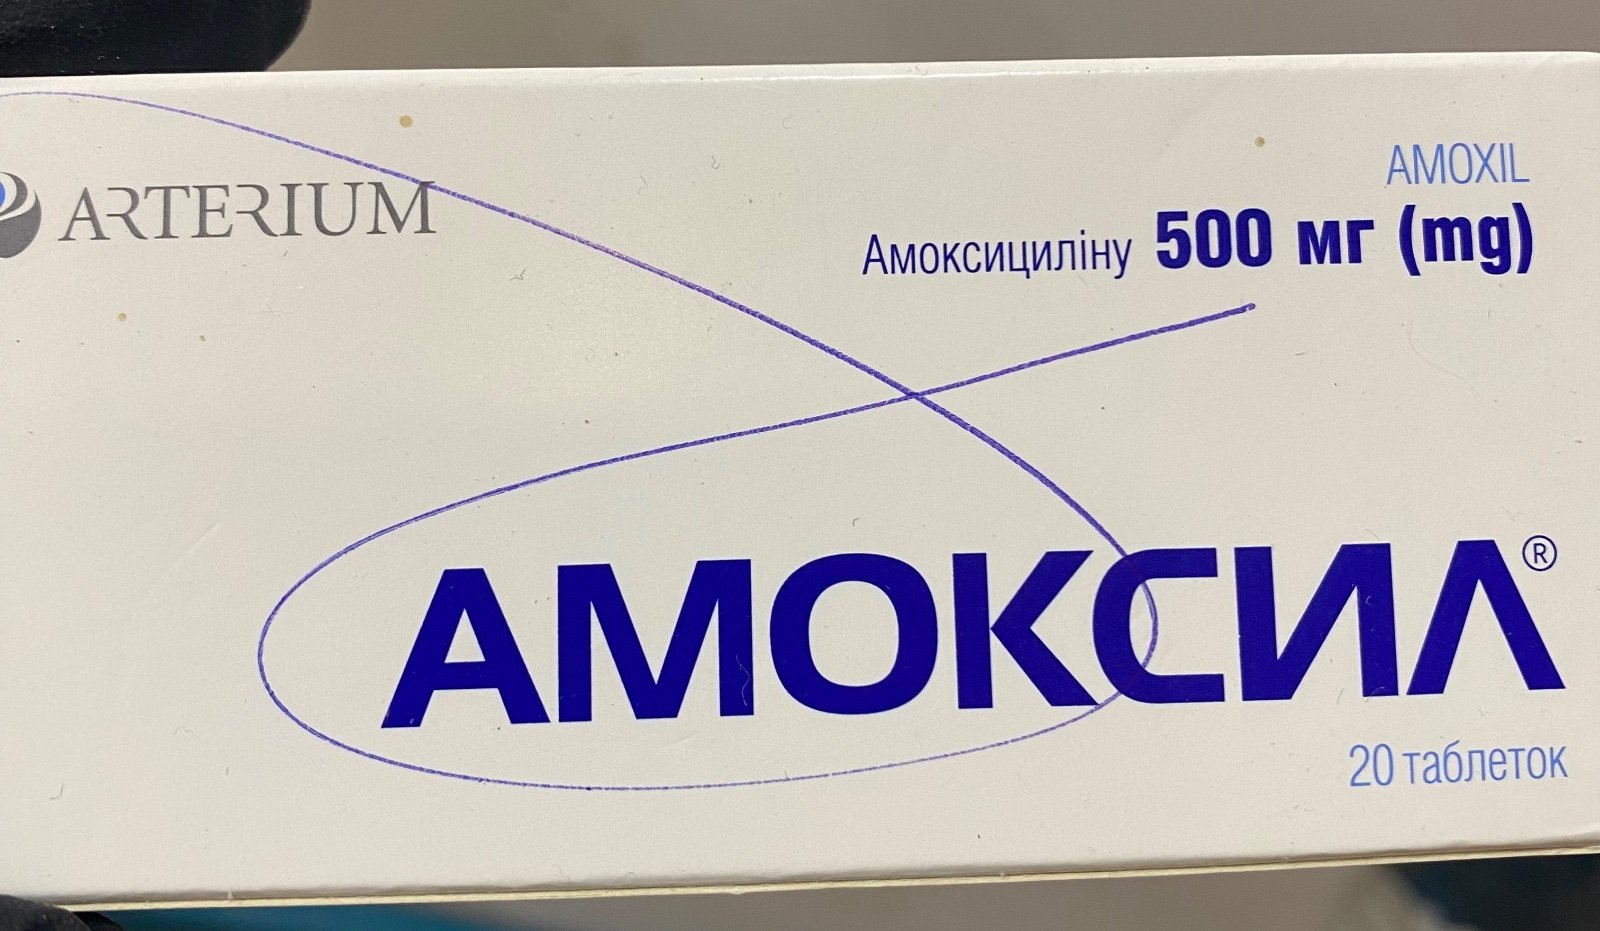 ARTERIUM
AMOXIL
Амоксициліну 500 мг (mg)
АМОКСИЛ®
20 таблеток